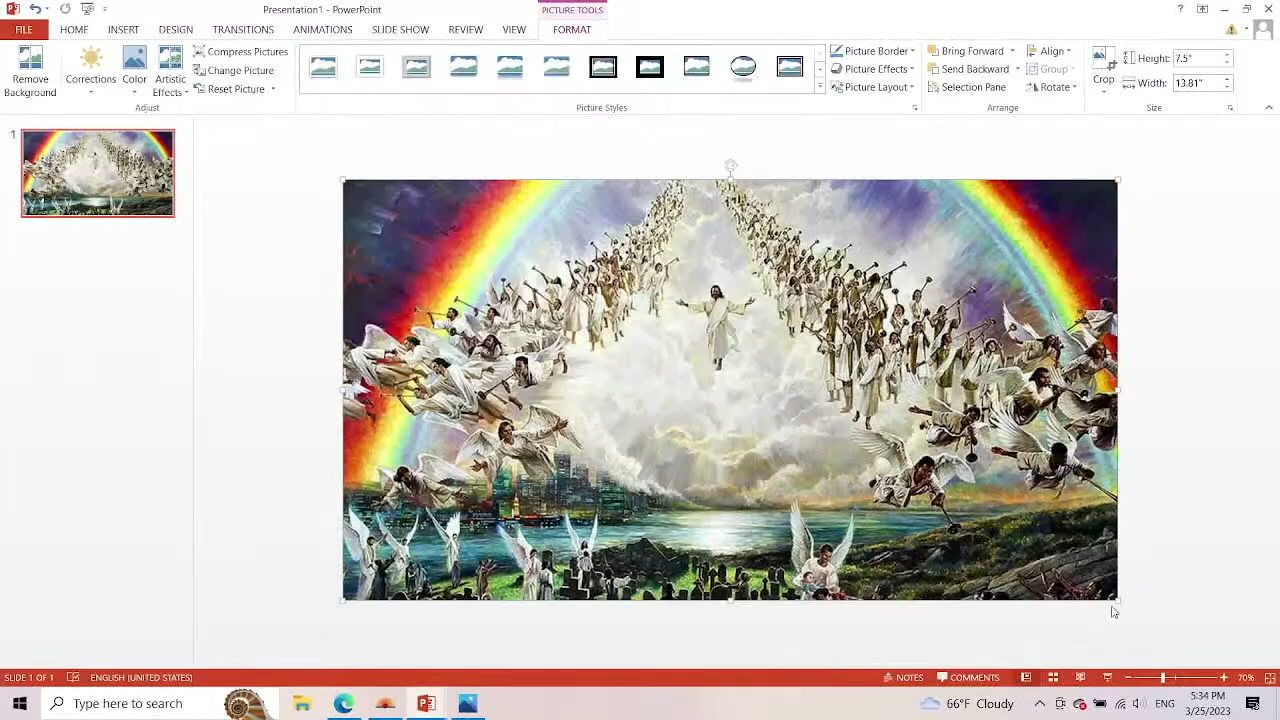 Presentation1 - PowerPoint
PICTURE TOOLS
FILE HOME INSERT DESIGN TRANSITIONS ANIMATIONS SLIDE SHOW REVIEW VIEW FORMAT
Remove Background
Corrections
Color
Artistic Effects
Compress Pictures
Change Picture
Reset Picture
Adjust
Picture Styles
Picture Border
Picture Effects
Picture Layout
Bring Forward
Send Backward
Selection Pane
Align
Group
Rotate
Arrange
Crop
Height: 7.5"
Width: 13.81"
Size
1
SLIDE 1 OF 1 ENGLISH (UNITED STATES) NOTES COMMENTS 70%
Type here to search
66°F Cloudy
ENG
5:34 PM
3/25/2023